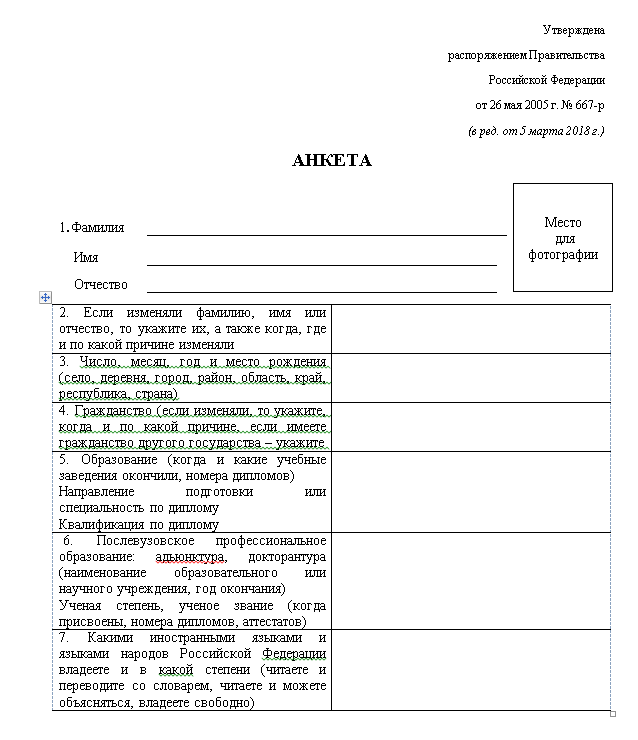 Утверждена
распоряжением Правительства
Российской Федерации
от 26 мая 2005 г. № 667-р
(в ред. от 5 марта 2018 г.)
АНКЕТА
Место
для
фотографии
1. Фамилия
Имя
Отчество
2. Если изменяли фамилию, имя или
отчество, то укажите их, а также когда, где
и по какой причине изменяли
3. Число, месяц, год и место рождения
(село, деревня, город, район, область, край,
республика, страна)
4. Гражданство (если изменяли, то укажите,
когда и по какой причине, если имеете
гражданство другого государства – укажите
5. Образование (когда и какие учебные
заведения окончили, номера дипломов)
Направление подготовки или
специальность по диплому
Квалификация по диплому
6. Послевузовское профессиональное
образование: адъюнктура, докторантура
(наименование образовательного или
научного учреждения, год окончания)
Ученая степень, ученое звание (когда
присвоены, номера дипломов, аттестатов)
7. Какими иностранными языками и
языками народов Российской Федерации
владеете и в какой степени (читаете и
переводите со словарем, читаете и можете
объясняться, владеете свободно)